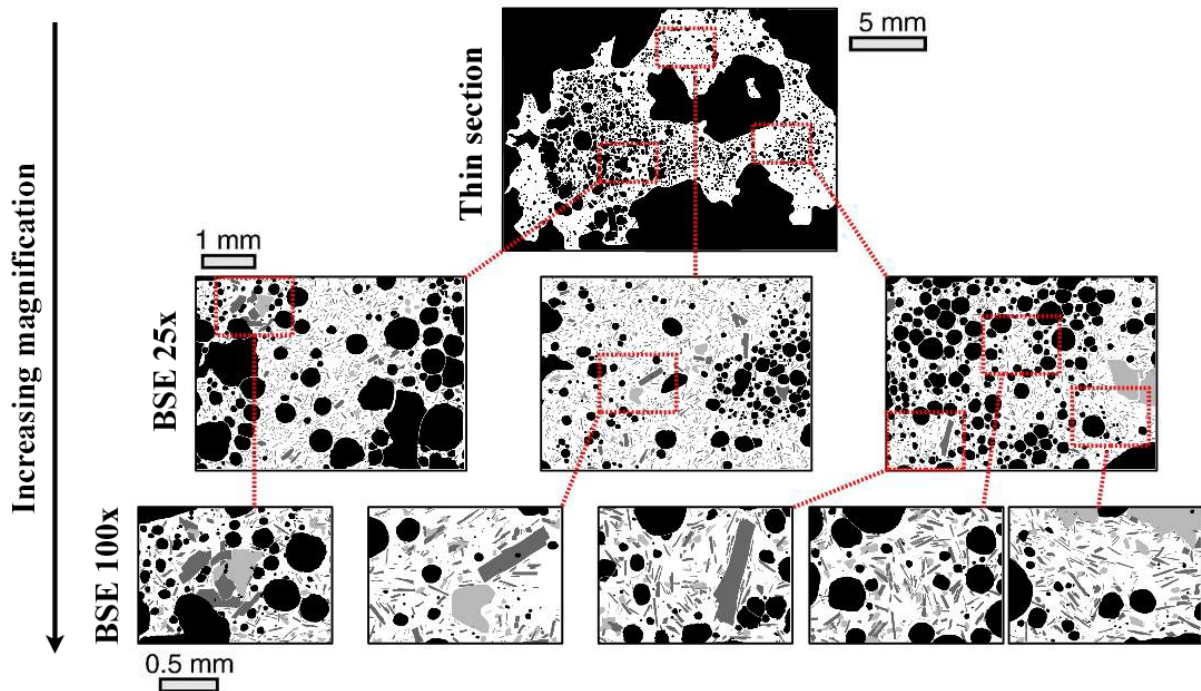 5 mm
Thin section
Increasing magnification
1 mm
BSE 25x
BSE 100x
0.5 mm